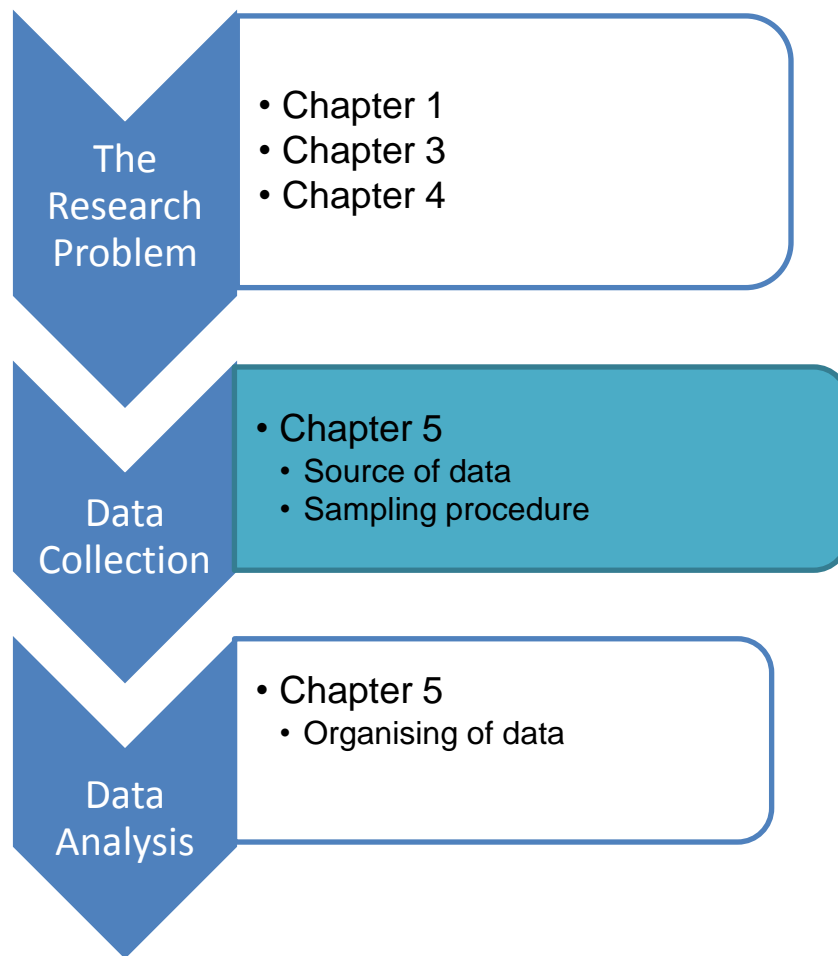 The
Research
Problem
• Chapter 1
• Chapter 3
• Chapter 4
Data
Collection
• Chapter 5
• Source of data
• Sampling procedure
Data
Analysis
• Chapter 5
• Organising of data